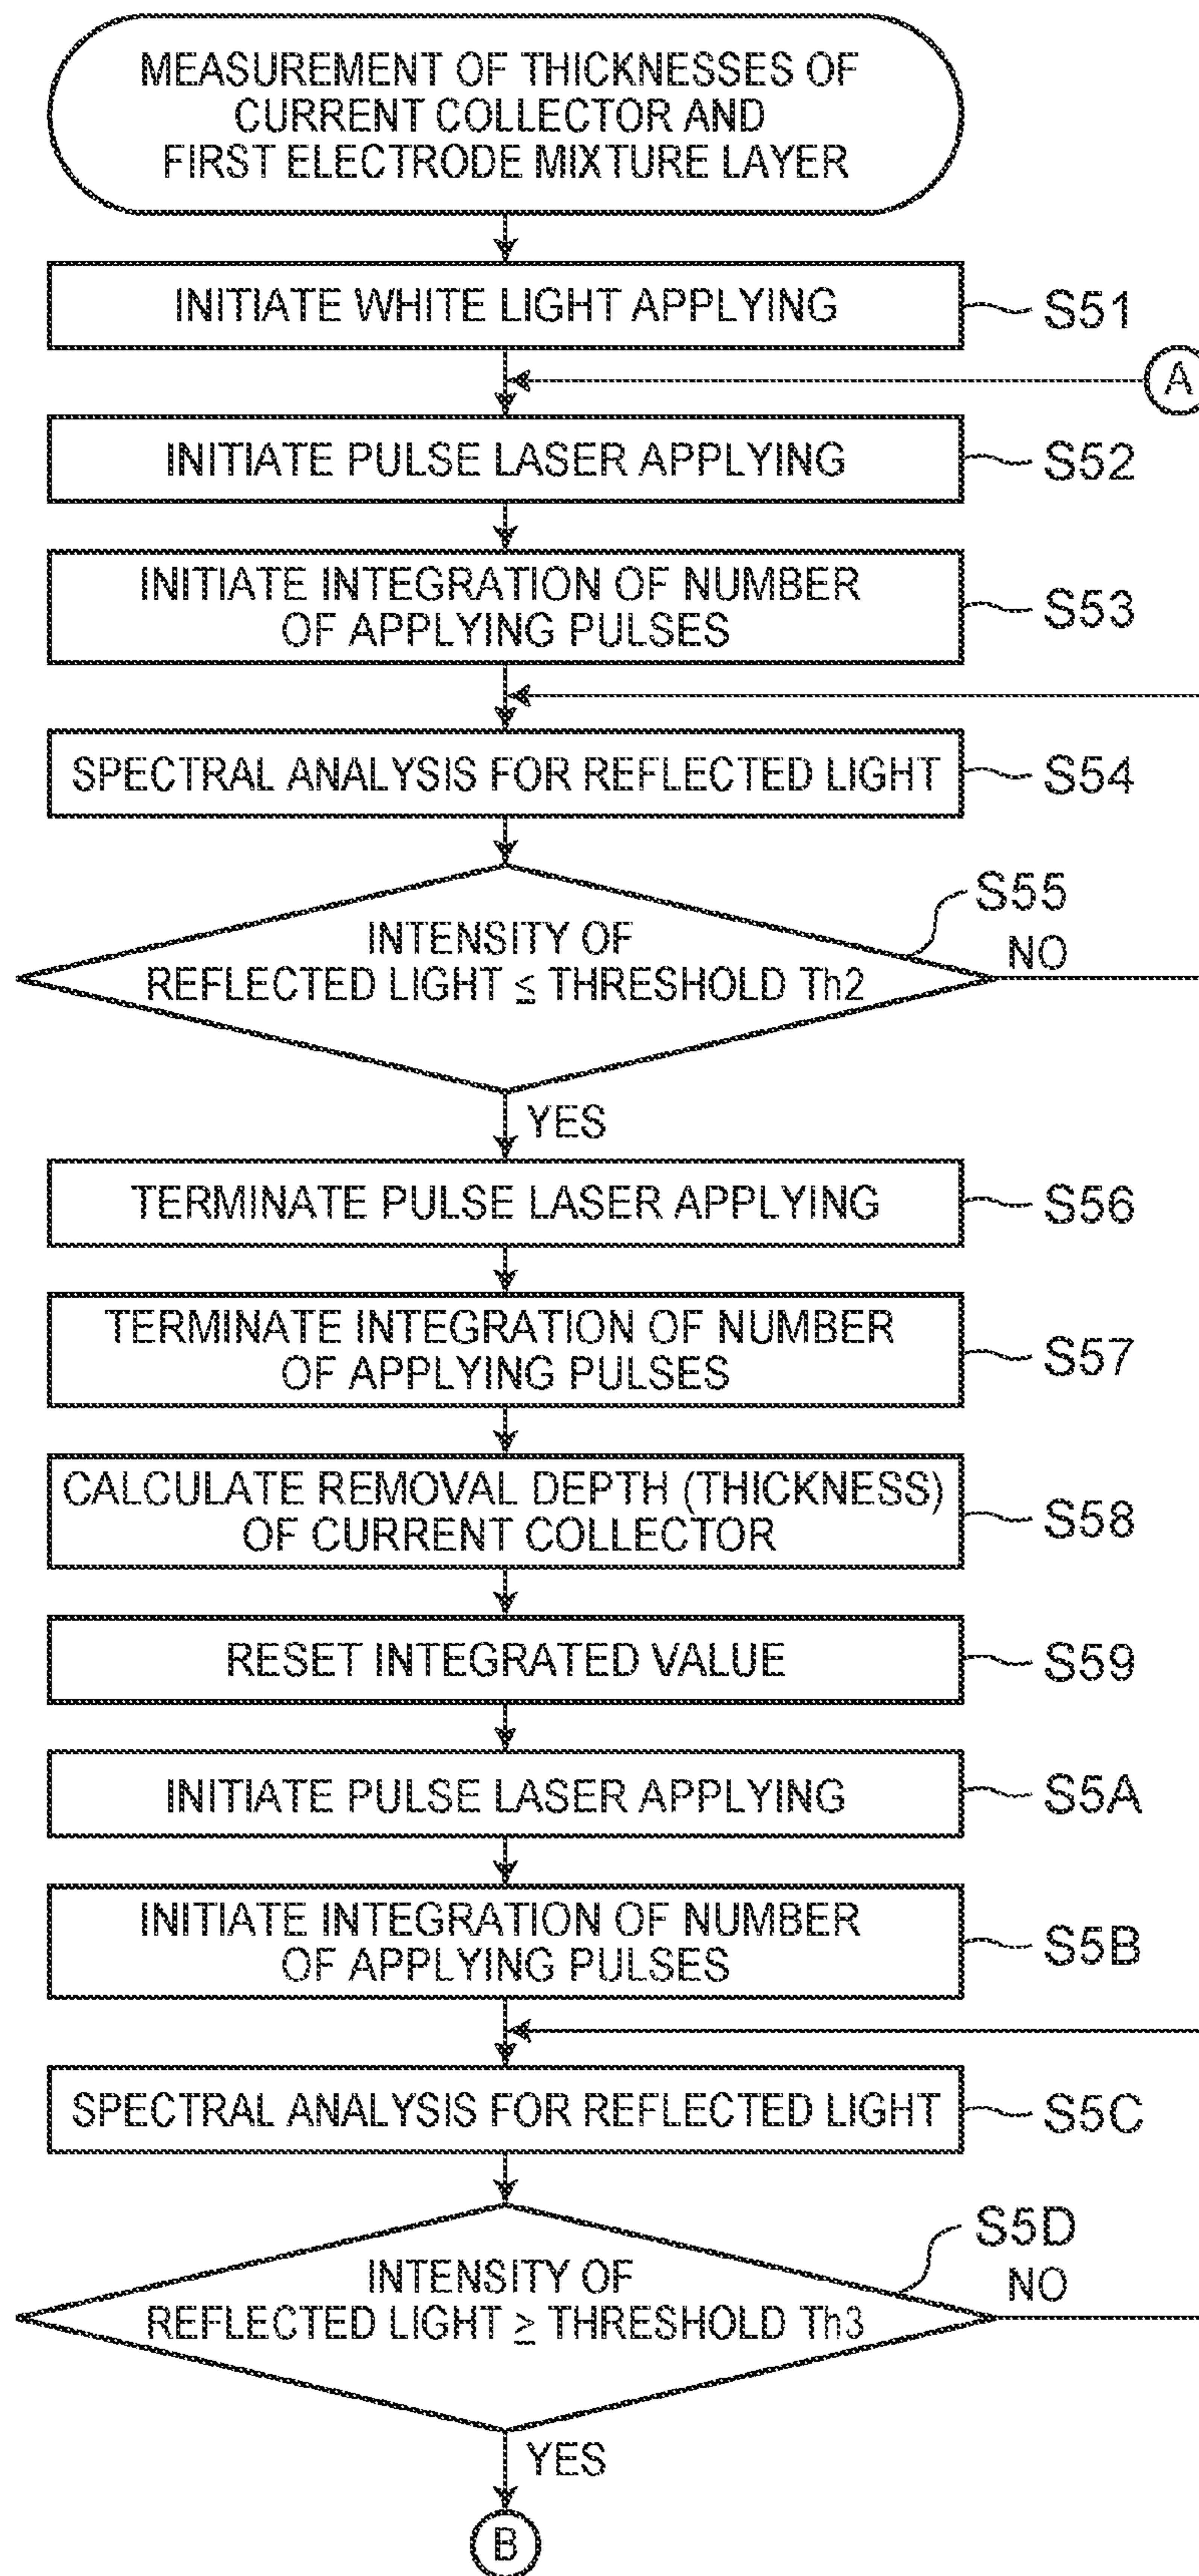 MEASUREMENT OF THICKNESSES OF
CURRENT COLLECTOR AND
FIRST ELECTRODE MIXTURE LAYER
INITIATE WHITE LIGHT APPLYING
S51
A
INITIATE PULSE LASER APPLYING
S52
INITIATE INTEGRATION OF NUMBER
OF APPLYING PULSES
S53
SPECTRAL ANALYSIS FOR REFLECTED LIGHT
S54
S55
INTENSITY OF
REFLECTED LIGHT ≤ THRESHOLD Th2
NO
YES
TERMINATE PULSE LASER APPLYING
S56
TERMINATE INTEGRATION OF NUMBER
OF APPLYING PULSES
S57
CALCULATE REMOVAL DEPTH (THICKNESS)
OF CURRENT COLLECTOR
S58
RESET INTEGRATED VALUE
S59
INITIATE PULSE LASER APPLYING
S5A
INITIATE INTEGRATION OF NUMBER
OF APPLYING PULSES
S5B
SPECTRAL ANALYSIS FOR REFLECTED LIGHT
S5C
S5D
INTENSITY OF
REFLECTED LIGHT ≥ THRESHOLD Th3
NO
YES
B